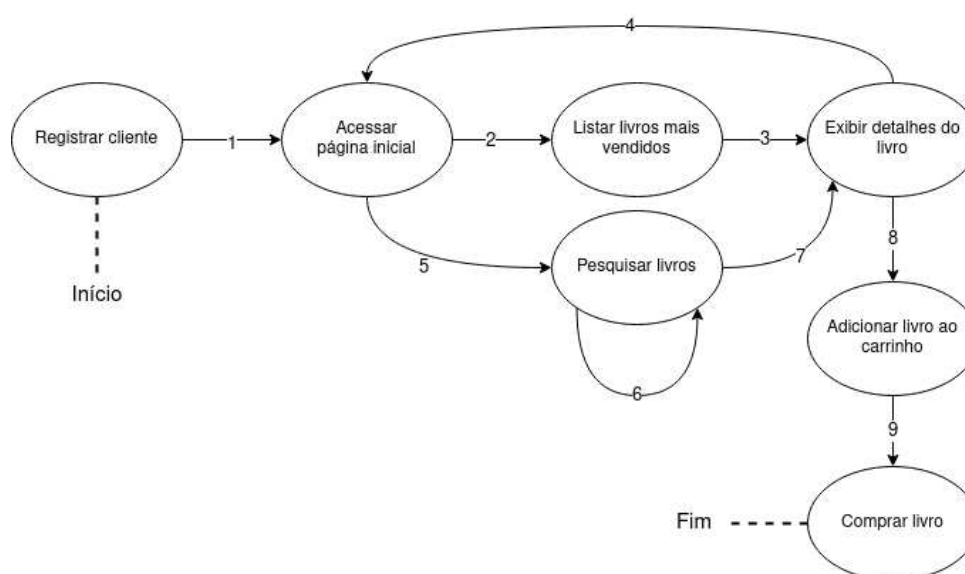 4
Registrar cliente
1
Acessar
página inicial
2
Listar livros mais
vendidos
3
Exibir detalhes do
livro
5
Pesquisar livros
7
8
Início
6
Adicionar livro ao
carrinho
9
Fim
Comprar livro